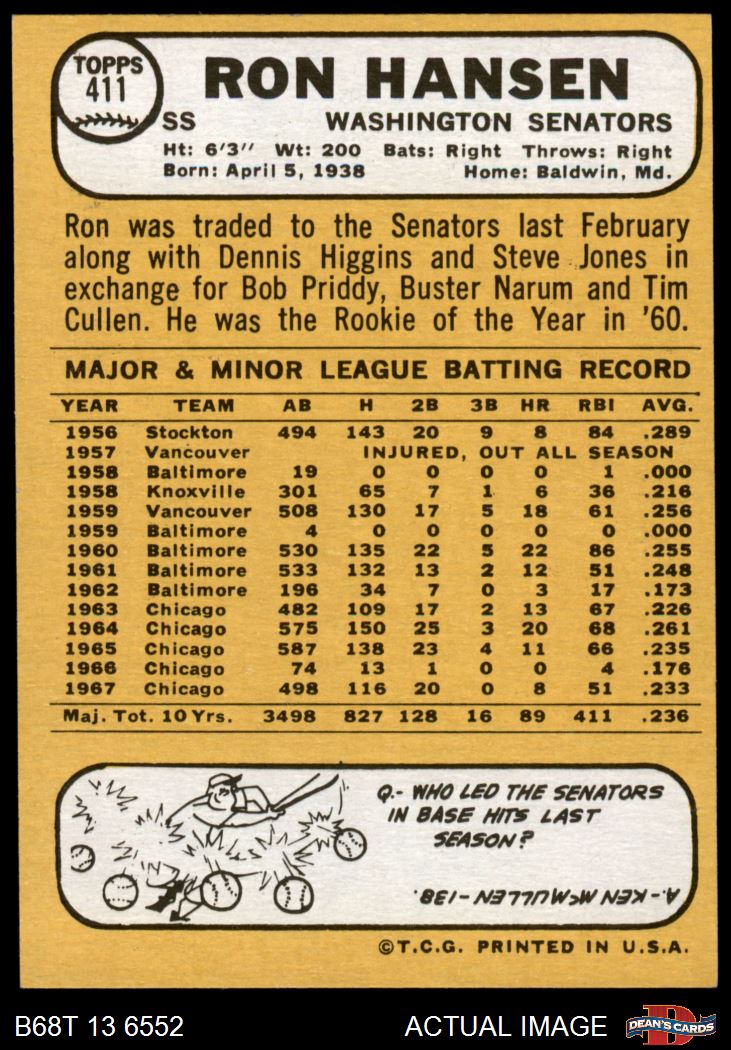 TOPPS
411
RON HANSEN
SS WASHINGTON SENATORS
Ht: 6'3" Wt: 200 Bats: Right Throws: Right
Born: April 5, 1938 Home: Baldwin, Md.
Ron was traded to the Senators last February
along with Dennis Higgins and Steve Jones in
exchange for Bob Priddy, Buster Narum and Tim
Cullen. He was the Rookie of the Year in '60.
MAJOR & MINOR LEAGUE BATTING RECORD
YEAR TEAM AB H 2B 3B HR RBI AVG.
1956 Stockton 494 143 20 9 8 84 .289
1957 Vancouver INJURED, OUT ALL SEASON
1958 Baltimore 19 0 0 0 0 1 .000
1958 Knoxville 301 65 7 1 6 36 .216
1959 Vancouver 508 130 17 5 18 61 .256
1959 Baltimore 4 0 0 0 0 0 .000
1960 Baltimore 530 135 22 5 22 86 .255
1961 Baltimore 533 132 13 2 12 51 .248
1962 Baltimore 196 34 7 0 3 17 .173
1963 Chicago 482 109 17 2 13 67 .226
1964 Chicago 575 150 25 3 20 68 .261
1965 Chicago 587 138 23 4 11 66 .235
1966 Chicago 74 13 1 0 0 4 .176
1967 Chicago 498 116 20 0 8 51 .233
Maj. Tot. 10 Yrs. 3498 827 128 16 89 411 .236
Q.- WHO LED THE SENATORS
IN BASE HITS LAST
SEASON?
A.- KEN McMULLEN -138.
©T.C.G. PRINTED IN U.S.A.
B68T 13 6552 ACTUAL IMAGE DEAN'S CARDS